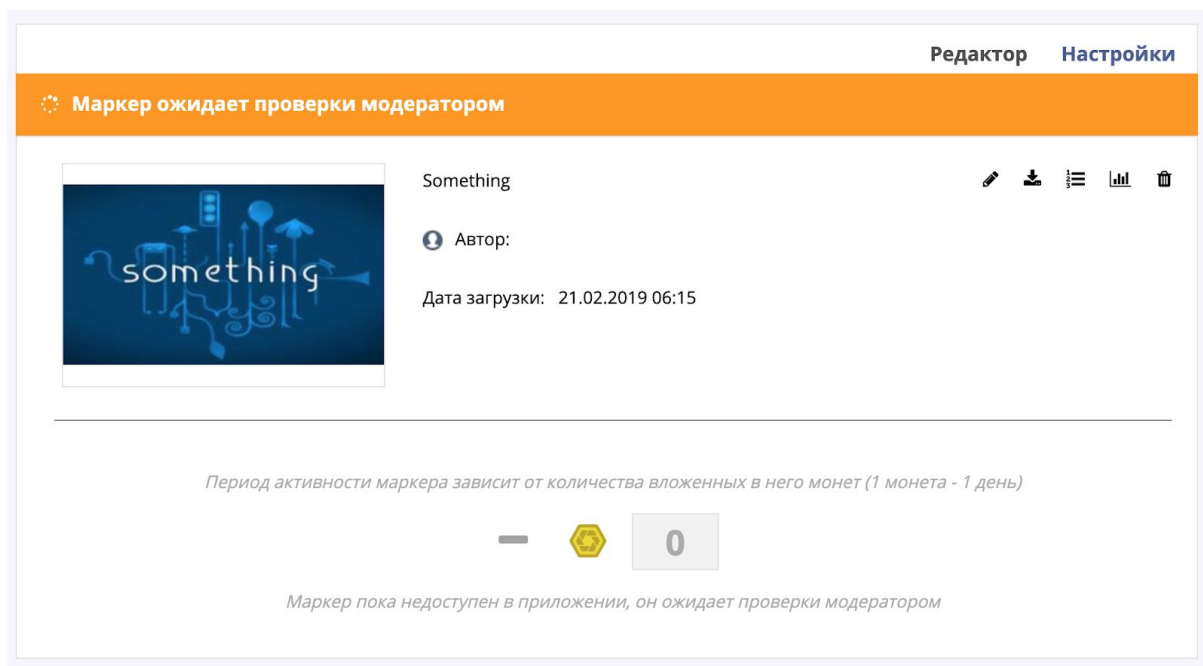 Редактор Настройки
Маркер ожидает проверки модератором
something
Something
Автор:
Дата загрузки: 21.02.2019 06:15
Период активности маркера зависит от количества вложенных в него монет (1 монета - 1 день)
0
Маркер пока недоступен в приложении, он ожидает проверки модератором